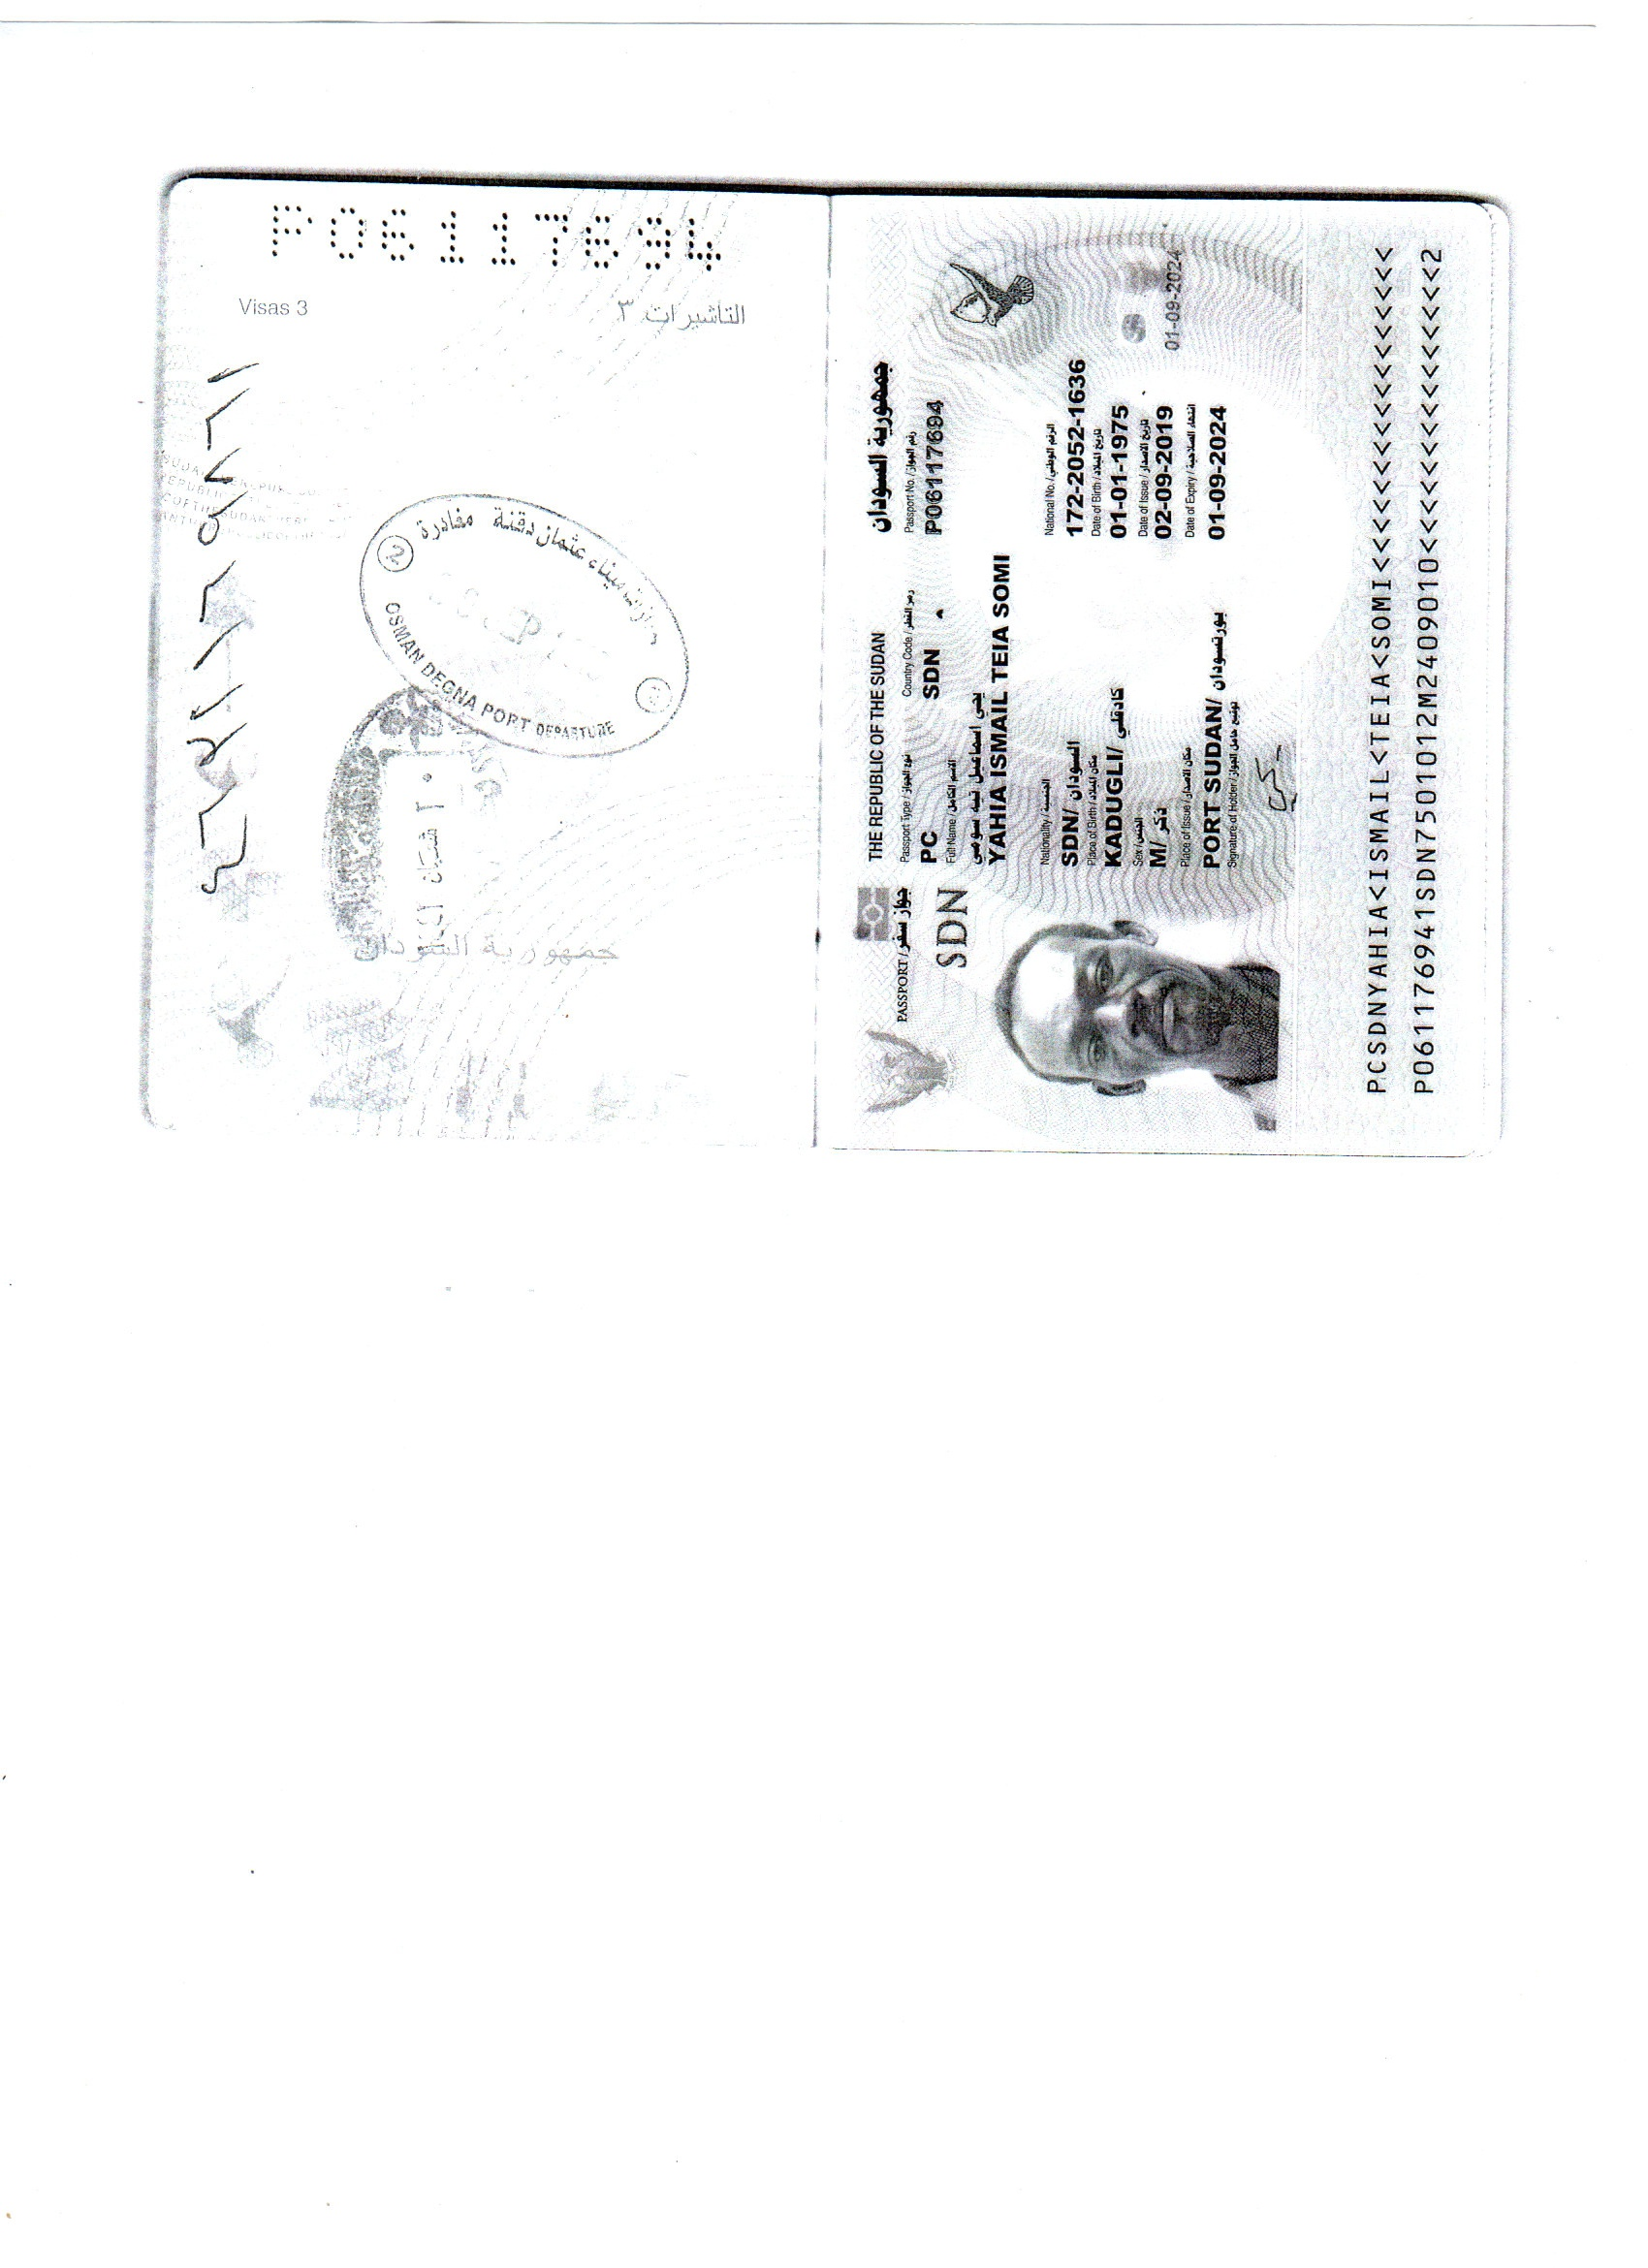 P06117694
Visas 3
التأشيرات ٣
مغادرة
عثمان دقنة
OSMAN DEGNA PORT DEPARTURE
2
جمهورية السودان
THE REPUBLIC OF THE SUDAN
جمهورية السودان
PASSPORT / جواز سفر
SDN
Passport Type / نوع الجواز
Country Code / رمز القطر
Passport No. / رقم الجواز
PC
SDN
P06117694
Full Name / الاسم الكامل
يحي اسماعيل تيه سومي
YAHIA ISMAIL TEIA SOMI
Nationality / الجنسية
National No. / الرقم الوطني
SDN/ السودان
172-2052-1636
Place of Birth / مكان الميلاد
Date of Birth / تاريخ الميلاد
KADUGLI/ كادقلي
01-01-1975
Sex / الجنس
Date of Issue / تاريخ الاصدار
M/ ذكر
02-09-2019
Place of Issue / مكان الاصدار
Date of Expiry / انتهاء الصلاحية
PORT SUDAN/ بورتسودان
01-09-2024
Signature of Holder / توقيع حامل الجواز
01-09-2024
PCSDNYAHIA<ISMAIL<TEIA<SOMI<<<<<<<<<<<<<<<<<
P061176941SDN7501012M2409010<<<<<<<<<<<<<<<2